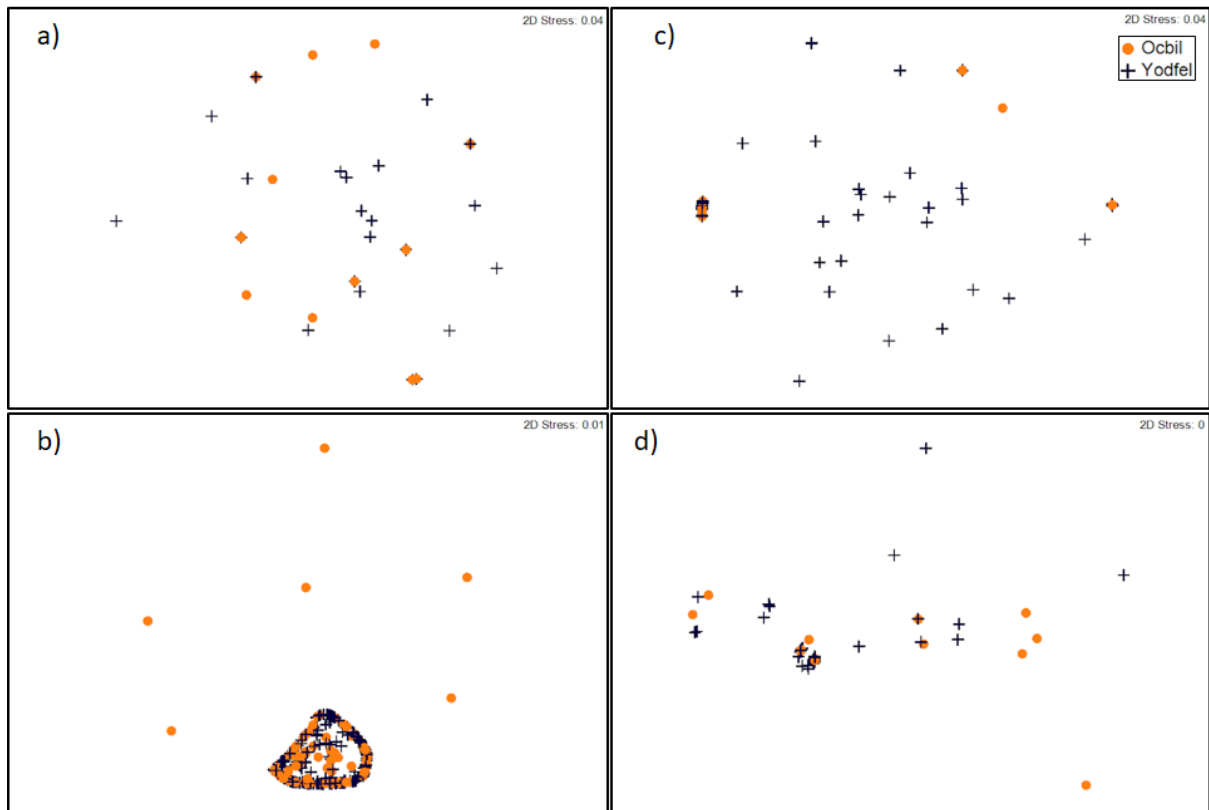 a)
2D Stress: 0.04
c)
2D Stress: 0.04
Ocbil
Yodfel
b)
2D Stress: 0.01
d)
2D Stress: 0